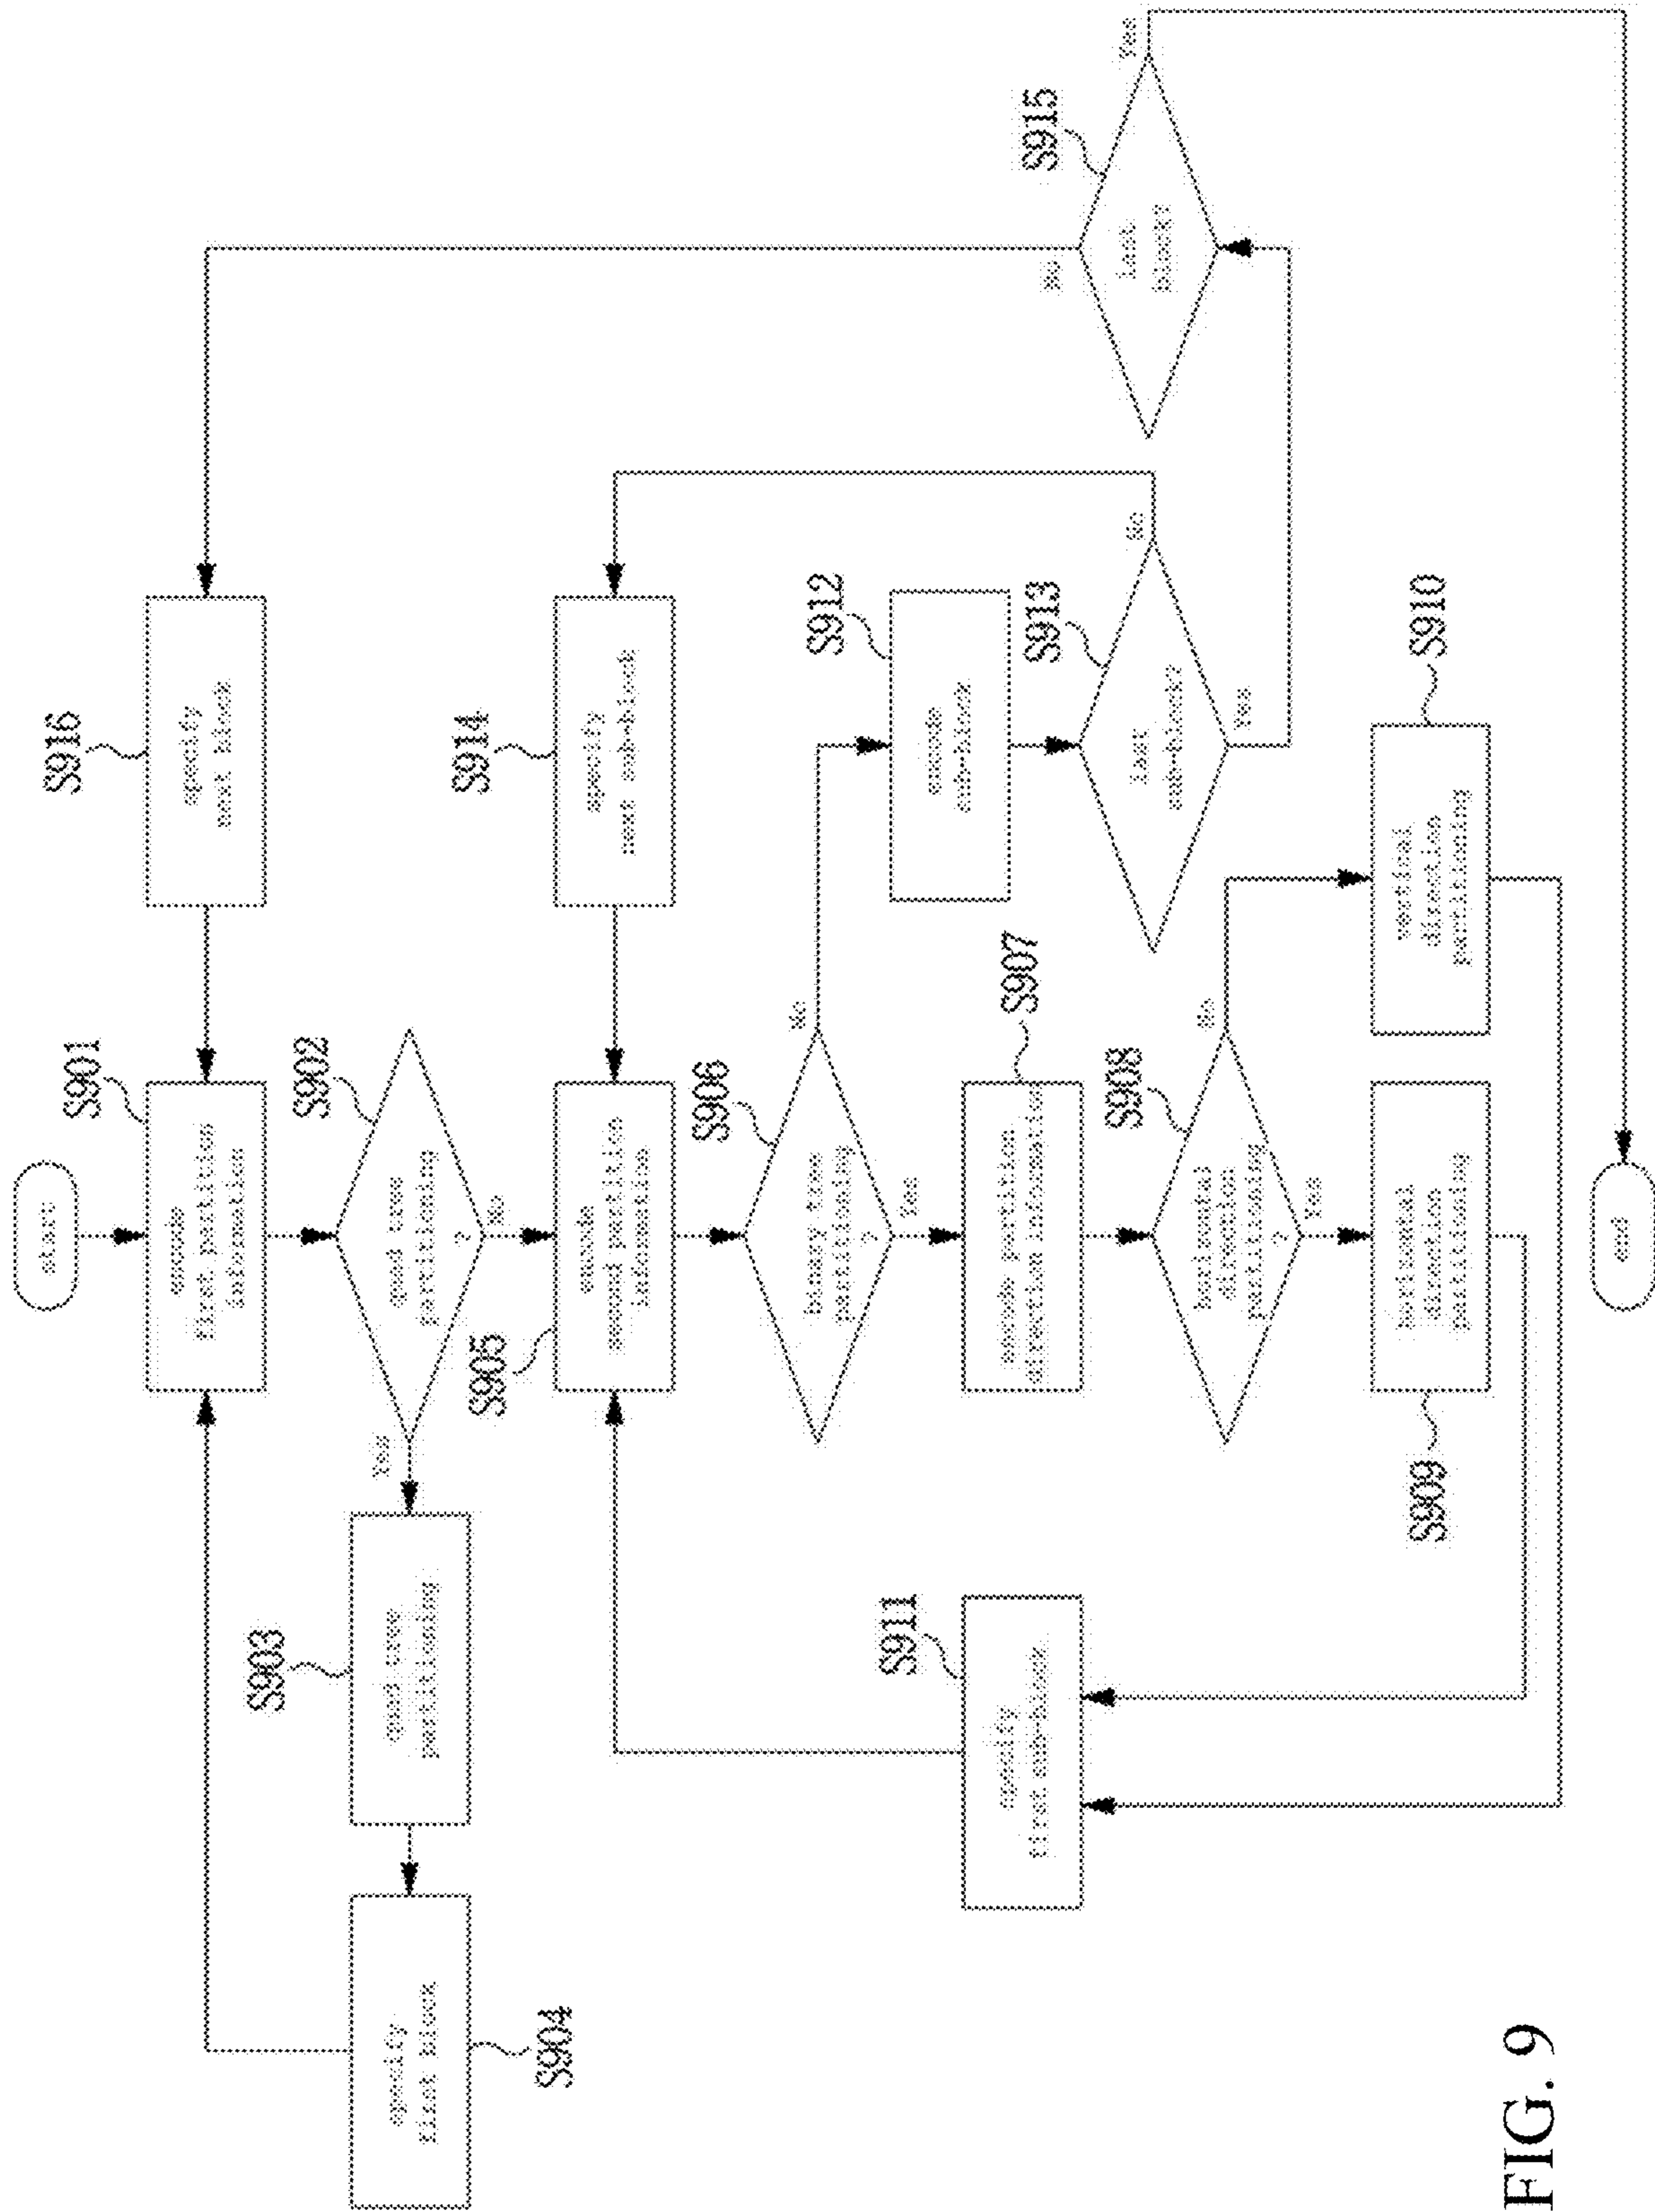 start
S901
encode
first partition
information
S902
quad tree
partitioning
?
Yes
No
S903
quad tree
partitioning
S904
specify
first block
S905
encode
second partition
information
S906
binary tree
partitioning
?
No
Yes
S907
encode partition
direction information
S908
horizontal
direction
partitioning
?
No
Yes
S909
horizontal
direction
partitioning
S910
vertical
direction
partitioning
S911
specify
first sub-block
S912
encode
sub-block
S913
last
sub-block?
No
Yes
S914
specify
next sub-block
S915
last
block?
No
Yes
S916
specify
next block
end
FIG. 9